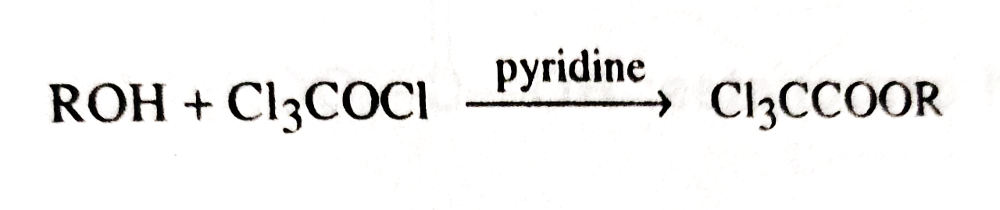 pyridine
ROH + Cl₃COCl ⟶ Cl₃CCOOR